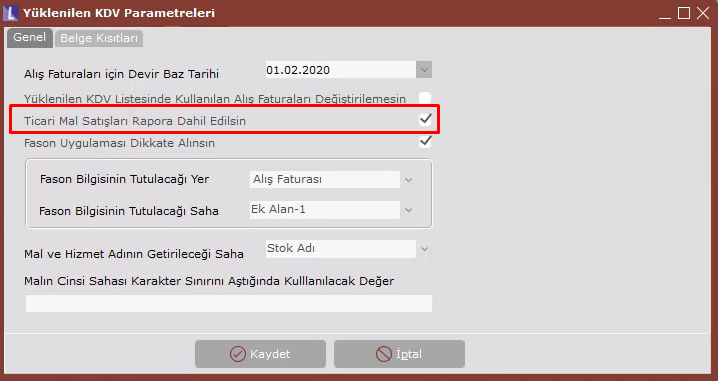 Yüklenilen KDV Parametreleri
Genel
Belge Kısıtları
Alış Faturaları için Devir Baz Tarihi
01.02.2020
Yüklenilen KDV Listesinde Kullanılan Alış Faturaları Değiştirilemesin
Ticari Mal Satışları Rapora Dahil Edilsin
Fason Uygulaması Dikkate Alınsın
Fason Bilgisinin Tutulacağı Yer
Alış Faturası
Fason Bilgisinin Tutulacağı Saha
Ek Alan-1
Mal ve Hizmet Adının Getirileceği Saha
Stok Adı
Malın Cinsi Sahası Karakter Sınırını Aştığında Kulllanılacak Değer
Kaydet
İptal